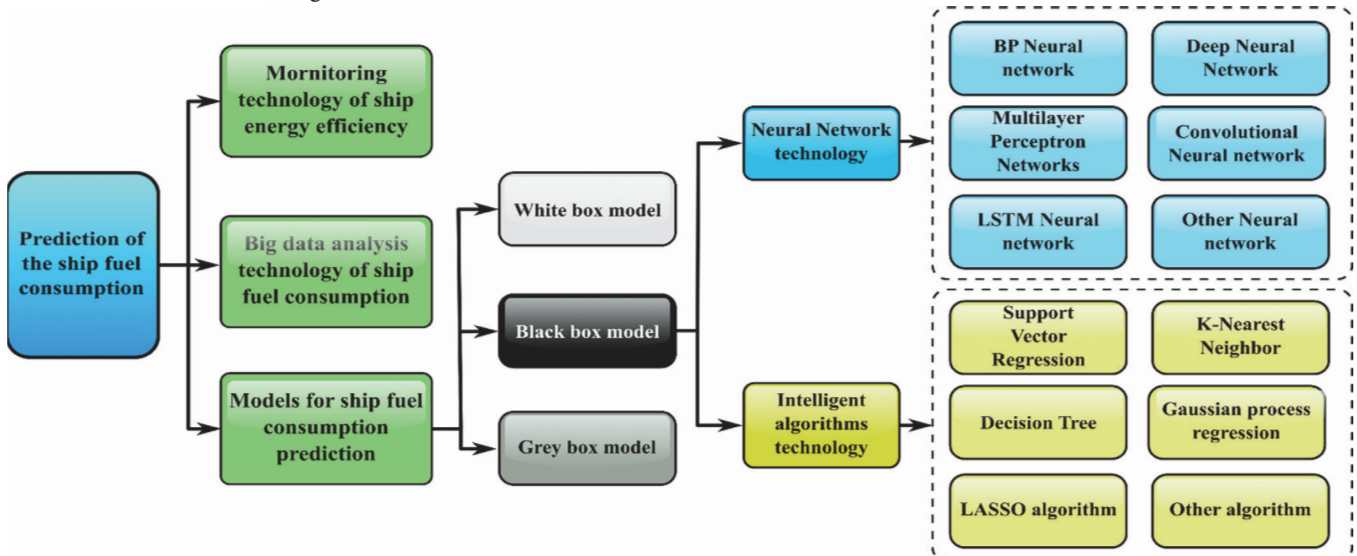 Prediction of
the ship fuel
consumption
Mornitoring
technology of ship
energy efficiency
Big data analysis
technology of ship
fuel consumption
Models for ship fuel
consumption
prediction
White box model
Black box model
Grey box model
Neural Network
technology
Intelligent
algorithms
technology
BP Neural
network
Deep Neural
Network
Multilayer
Perceptron
Networks
Convolutional
Neural network
LSTM Neural
network
Other Neural
network
Support
Vector
Regression
K-Nearest
Neighbor
Decision Tree
Gaussian process
regression
LASSO algorithm
Other algorithm